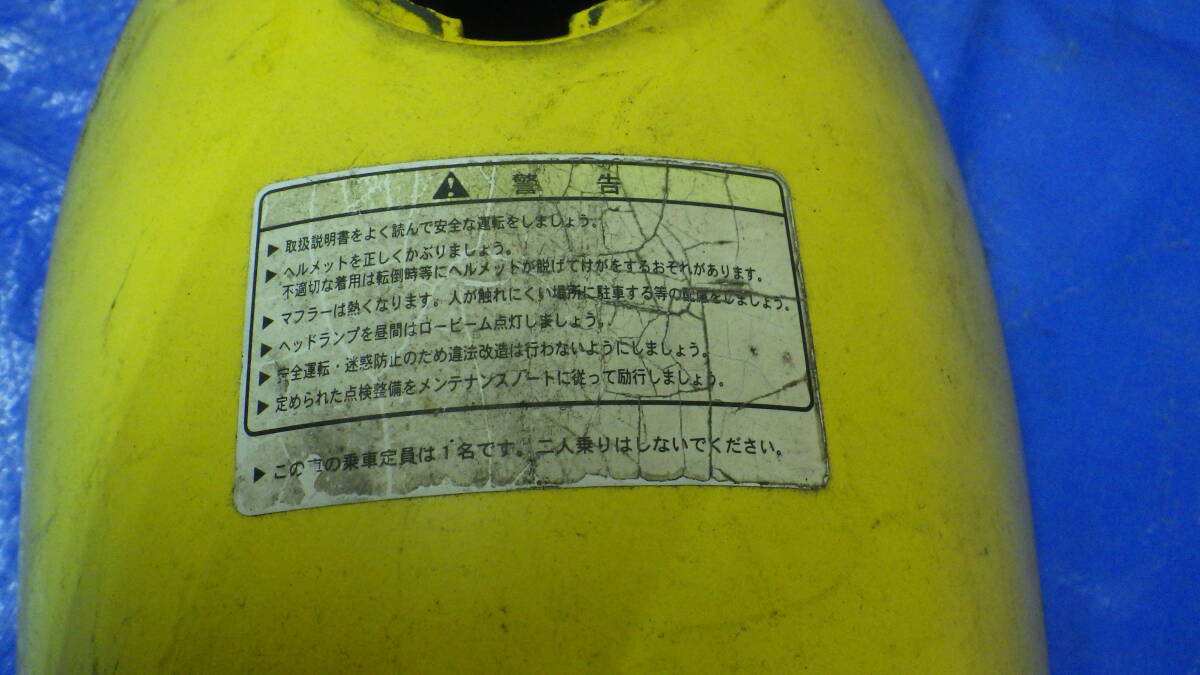 警告
▶ 取扱説明書をよく読んで安全な運転をしましょう。
▶ ヘルメットを正しくかぶりましょう。
不適切な着用は転倒時等にヘルメットが脱げてけがをするおそれがあります。
▶ マフラーは熱くなります。人が触れにくい場所に駐車する等の配慮をしましょう。
▶ ヘッドランプを昼間はロービーム点灯しましょう。
▶ 安全運転・迷惑防止のため違法改造は行わないようにしましょう。
▶ 定められた点検整備をメンテナンスノートに従って励行しましょう。
▶ この車の乗車定員は1名です。二人乗りはしないでください。